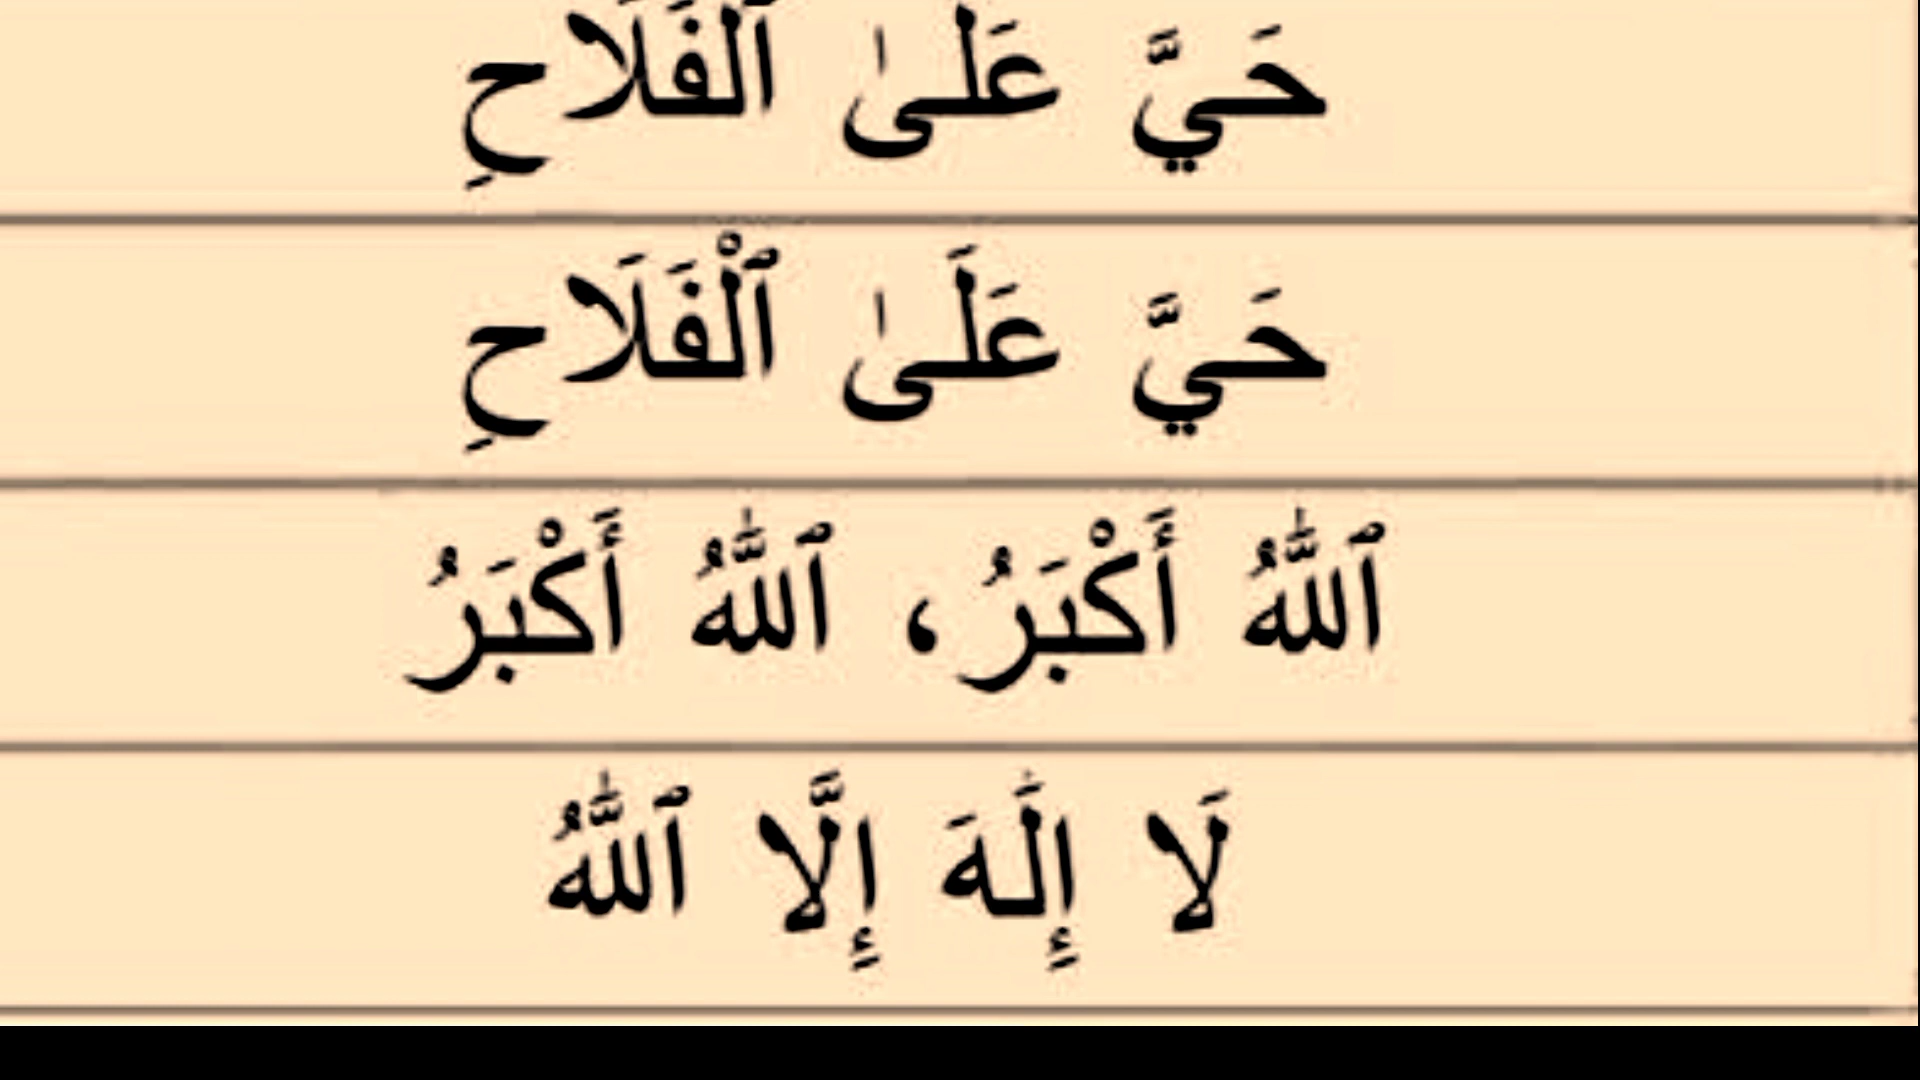 حَيَّ عَلَىٰ ٱلْفَلَاحِ
حَيَّ عَلَىٰ ٱلْفَلَاحِ
ٱللَّٰهُ أَكْبَرُ، ٱللَّٰهُ أَكْبَرُ
لَا إِلَٰهَ إِلَّا ٱللَّٰهُ